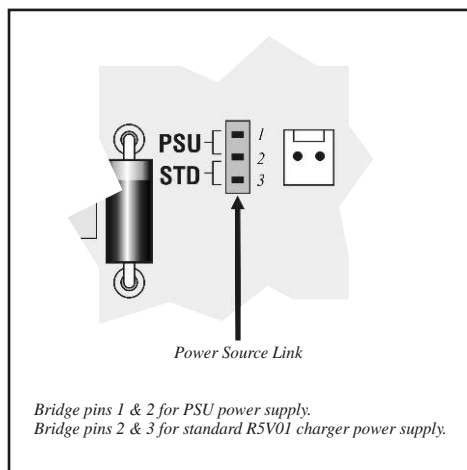 PSU
1
2
STD
3
Power Source Link
Bridge pins 1 & 2 for PSU power supply.
Bridge pins 2 & 3 for standard R5V01 charger power supply.